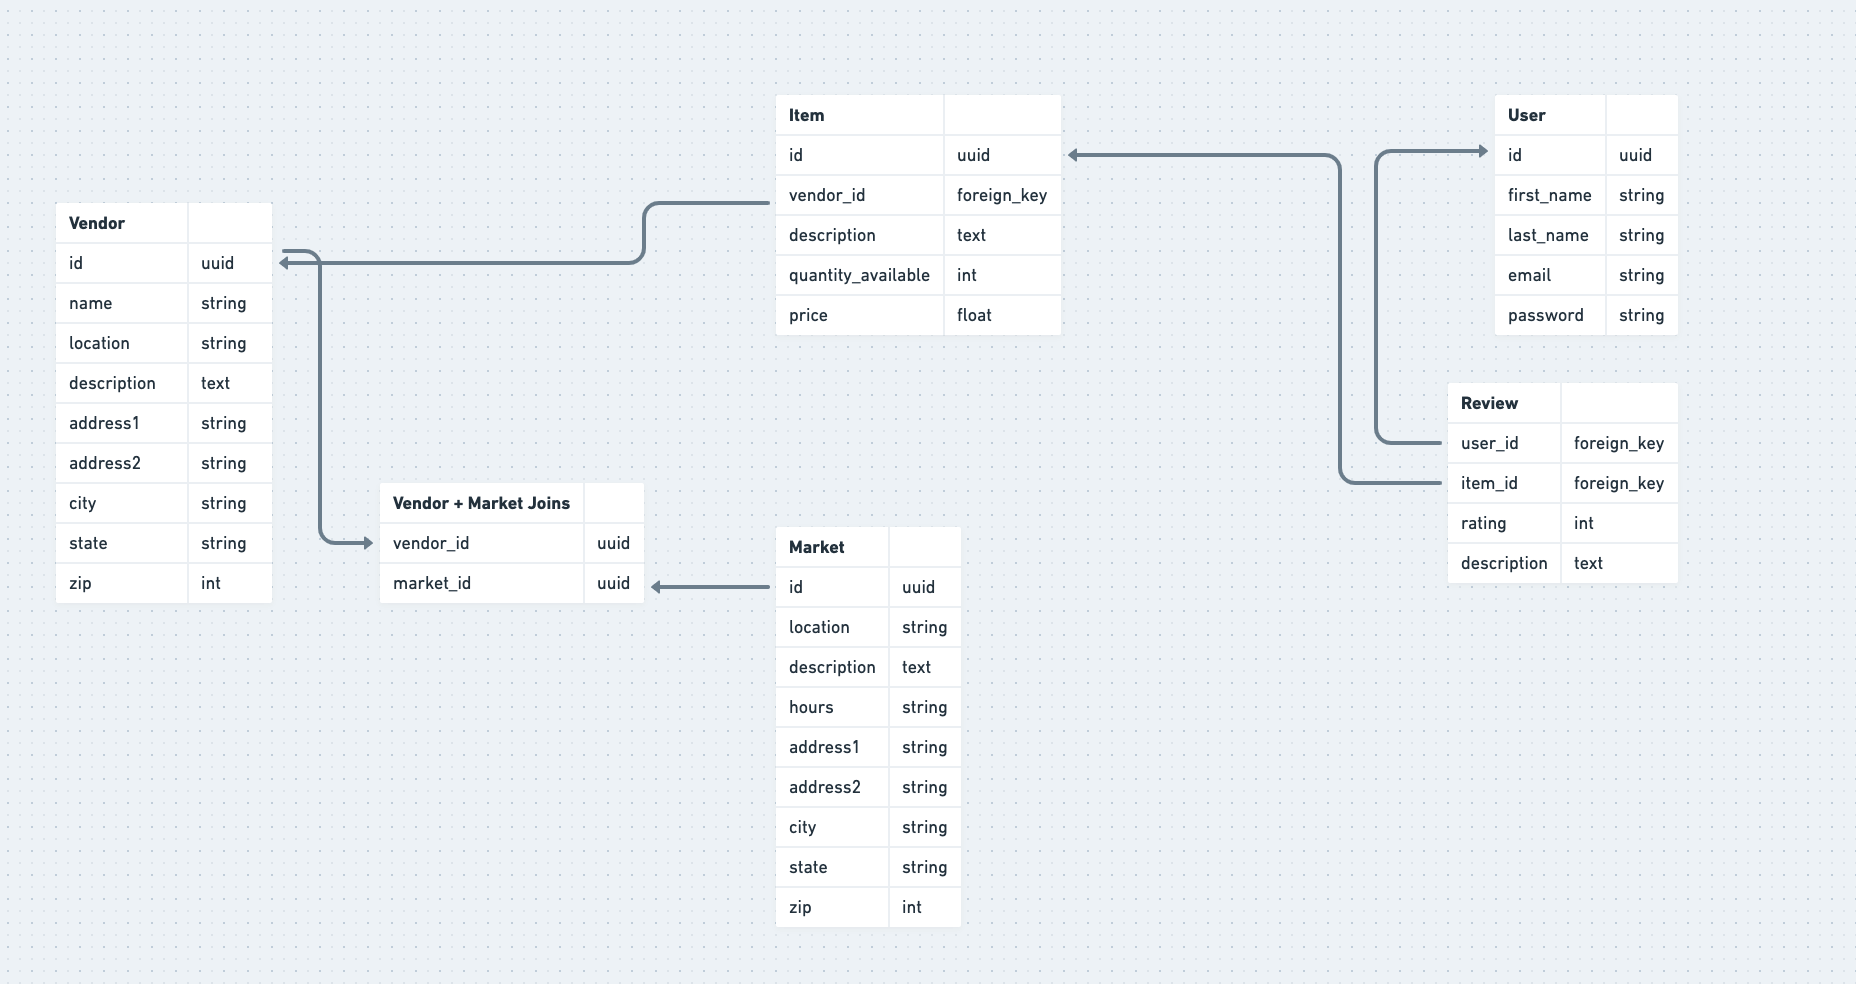 Vendor
id uuid
name string
location string
description text
address1 string
address2 string
city string
state string
zip int
Vendor + Market Joins
vendor_id uuid
market_id uuid
Item
id uuid
vendor_id foreign_key
description text
quantity_available int
price float
Market
id uuid
location string
description text
hours string
address1 string
address2 string
city string
state string
zip int
User
id uuid
first_name string
last_name string
email string
password string
Review
user_id foreign_key
item_id foreign_key
rating int
description text